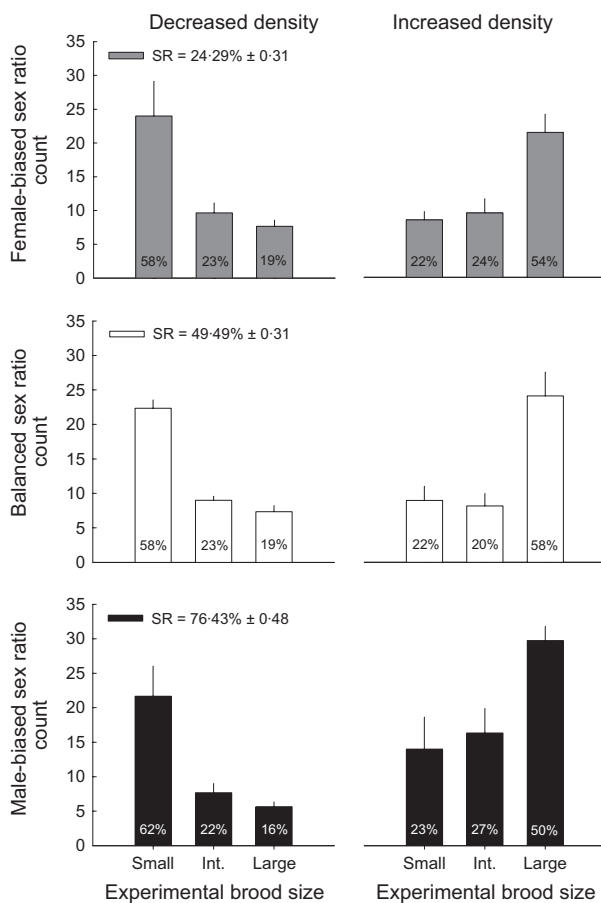 Decreased density
Increased density
Female-biased sex ratio
count
35
30
25
20
15
10
5
0
SR = 24·29% ± 0·31
58%
23%
19%
22%
24%
54%
Balanced sex ratio
count
35
30
25
20
15
10
5
0
SR = 49·49% ± 0·31
58%
23%
19%
22%
20%
58%
Male-biased sex ratio
count
35
30
25
20
15
10
5
0
SR = 76·43% ± 0·48
62%
22%
16%
23%
27%
50%
Small
Int.
Large
Small
Int.
Large
Experimental brood size
Experimental brood size